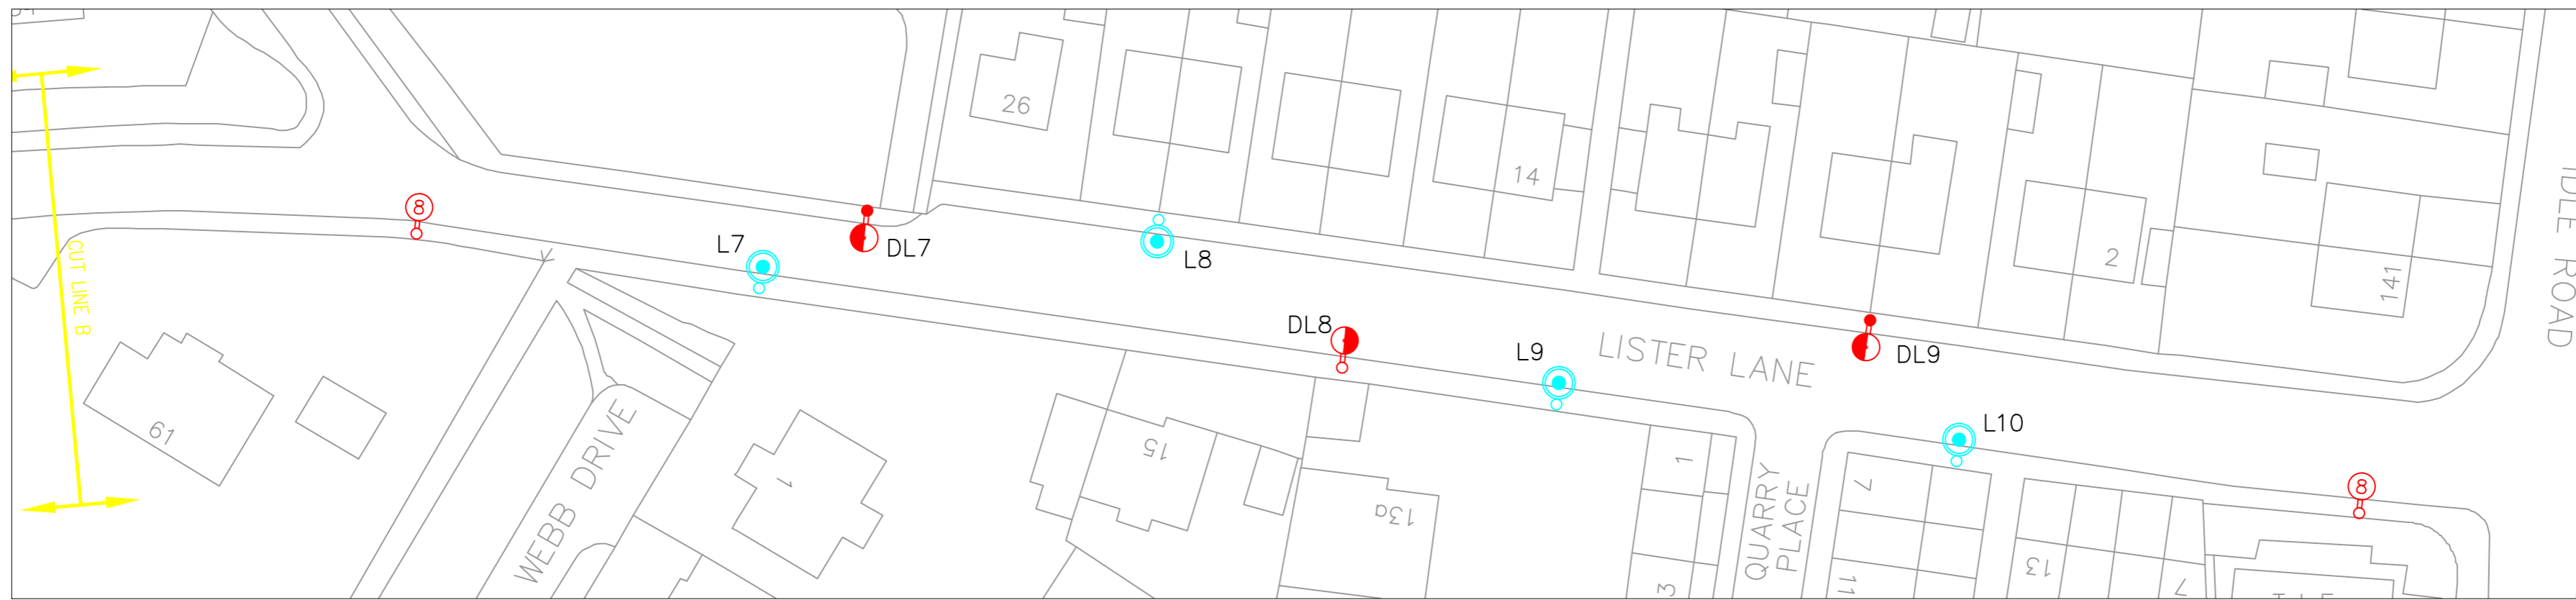 26
14
2
141
IDLE ROAD
8
L7
DL7
L8
DL8
L9
LISTER LANE
DL9
L10
8
CUT LINE B
61
WEBB DRIVE
1
15
13a
1
3
QUARRY
PLACE
7
11
13
7